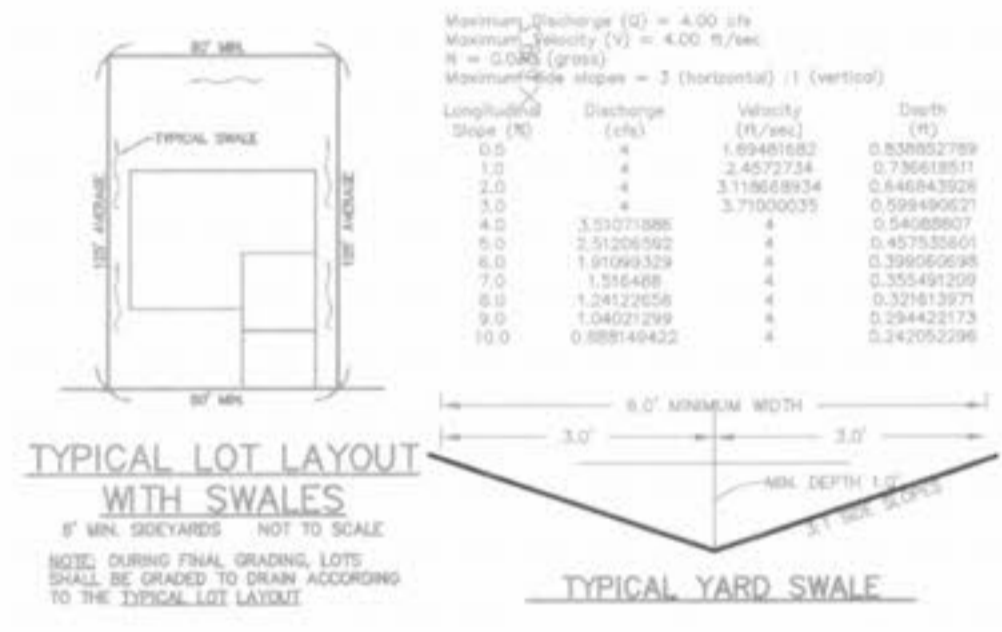 80' MIN.
TYPICAL SWALE
125' AVERAGE
125' AVERAGE
MIN.
TYPICAL LOT LAYOUT
WITH SWALES
MIN. SIDEYARDS NOT TO SCALE
NOTE: DURING FINAL GRADING, LOTS
SHALL BE GRADED TO DRAIN ACCORDING
TO THE TYPICAL LOT LAYOUT
Maximum Discharge (Q) = 4.00 cfs
Maximum Velocity (V) = 4.00 ft/sec
N = (grass)
Maximum side slopes = 3 (horizontal) :1 (vertical)
Longitudinal Discharge Velocity Depth
Slope (%) (cfs) (ft/sec) (ft)
0.5 4 1.69481682 0.838852789
1.0 4 2.4572734 0.736618511
2.0 4 3.118668934 0.646843928
3.0 4 3.71000035 0.599490621
4.0 3.51071886 4 0.54088807
5.0 2.51206592 4 0.457535601
6.0 1.91099329 4 0.399060698
7.0 1.516488 4 0.355491209
8.0 1.24122658 4 0.321613971
9.0 1.04021299 4 0.294422173
10.0 0.888149422 4 0.242052296
6.0' MINIMUM WIDTH
3.0' 3.0'
MIN. DEPTH 1.0'
3:1 SIDE SLOPES
TYPICAL YARD SWALE